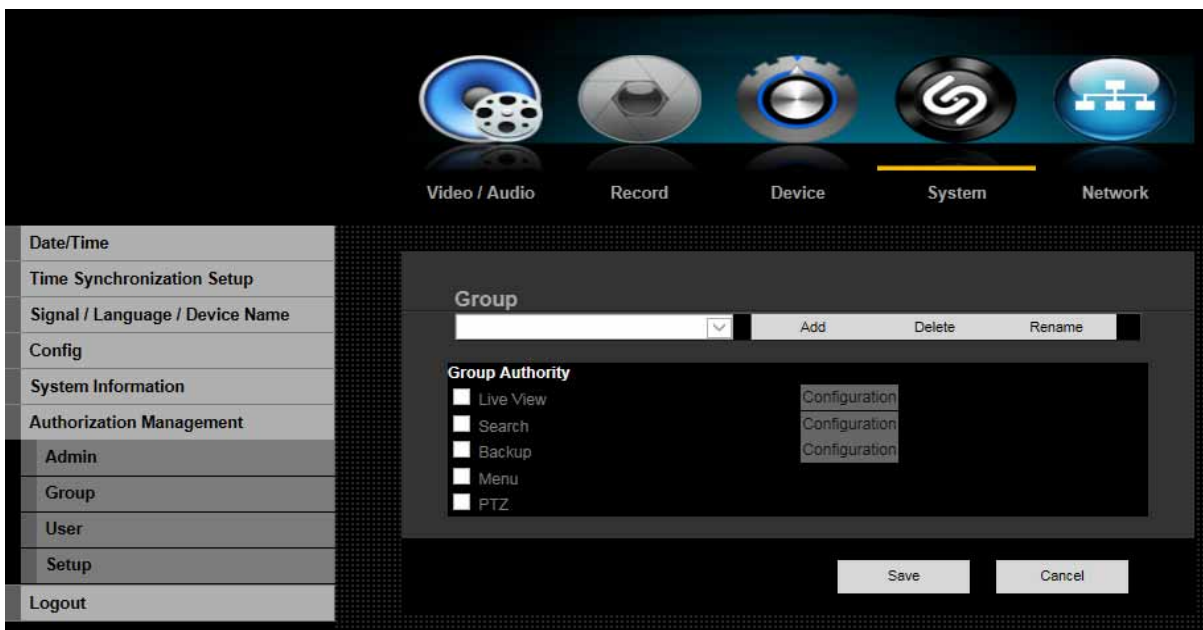 Video / Audio Record Device System Network
Date/Time
Time Synchronization Setup
Signal / Language / Device Name
Config
System Information
Authorization Management
Admin
Group
User
Setup
Logout
Group
Add Delete Rename
Group Authority
Live View Configuration
Search Configuration
Backup Configuration
Menu
PTZ
Save Cancel